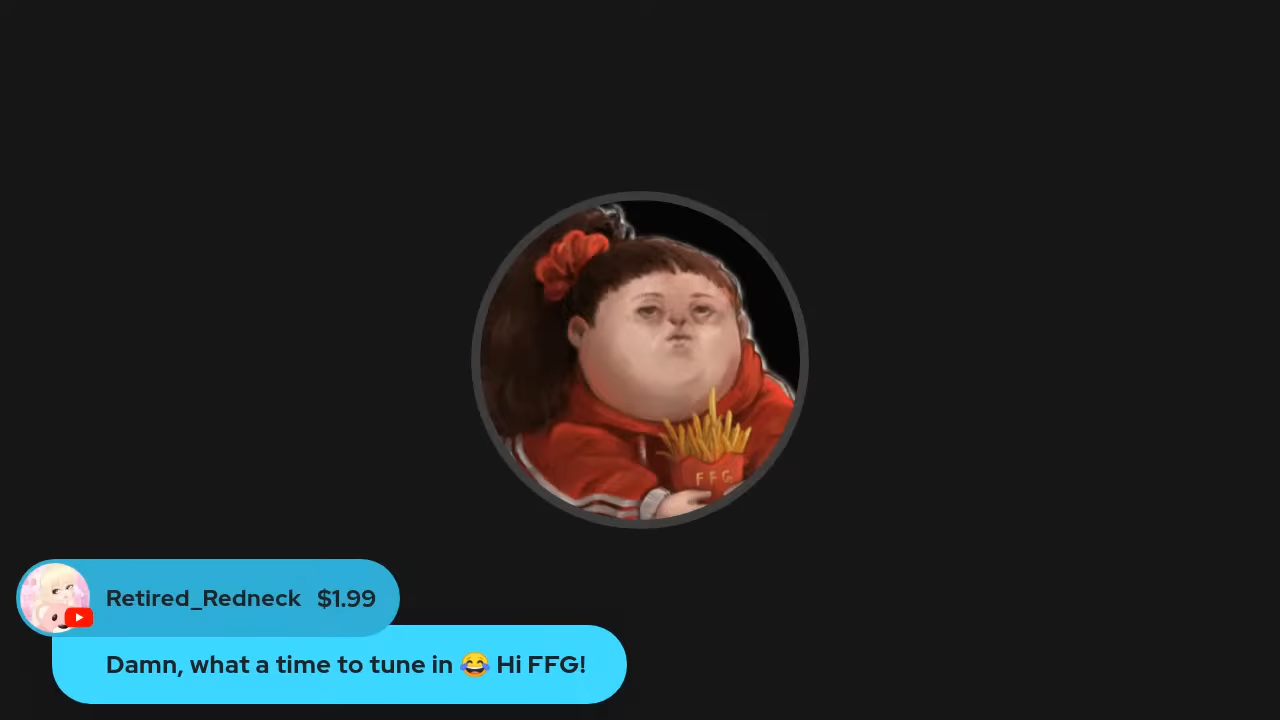 FFG
Retired_Redneck $1.99
Damn, what a time to tune in 😂 Hi FFG!